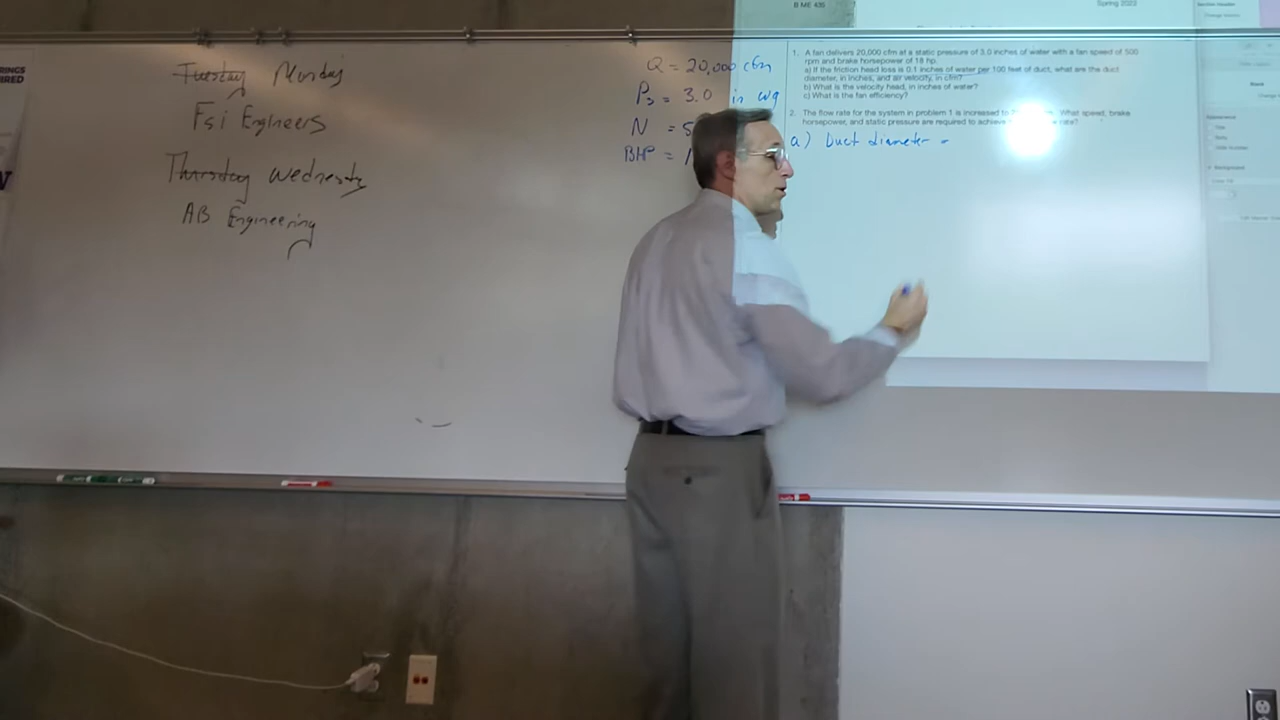 RINGS
IRED
W
Tuesday Monday
Fsi Engineers
Thursday Wednesday
AB Engineering
Q = 20,000 cfm
Ps = 3.0 in wg
N = 5
BHP = 1
B ME 435
Spring 2023
1. A fan delivers 20,000 cfm at a static pressure of 3.0 inches of water with a fan speed of 500
rpm and brake horsepower of 18 hp.
a) If the friction head loss is 0.1 inches of water per 100 feet of duct, what are the duct
diameter, in inches, and air velocity, in cfm?
b) What is the velocity head, in inches of water?
c) What is the fan efficiency?
2. The flow rate for the system in problem 1 is increased to What speed, brake
horsepower, and static pressure are required to achieve rate?
a) Duct diameter =